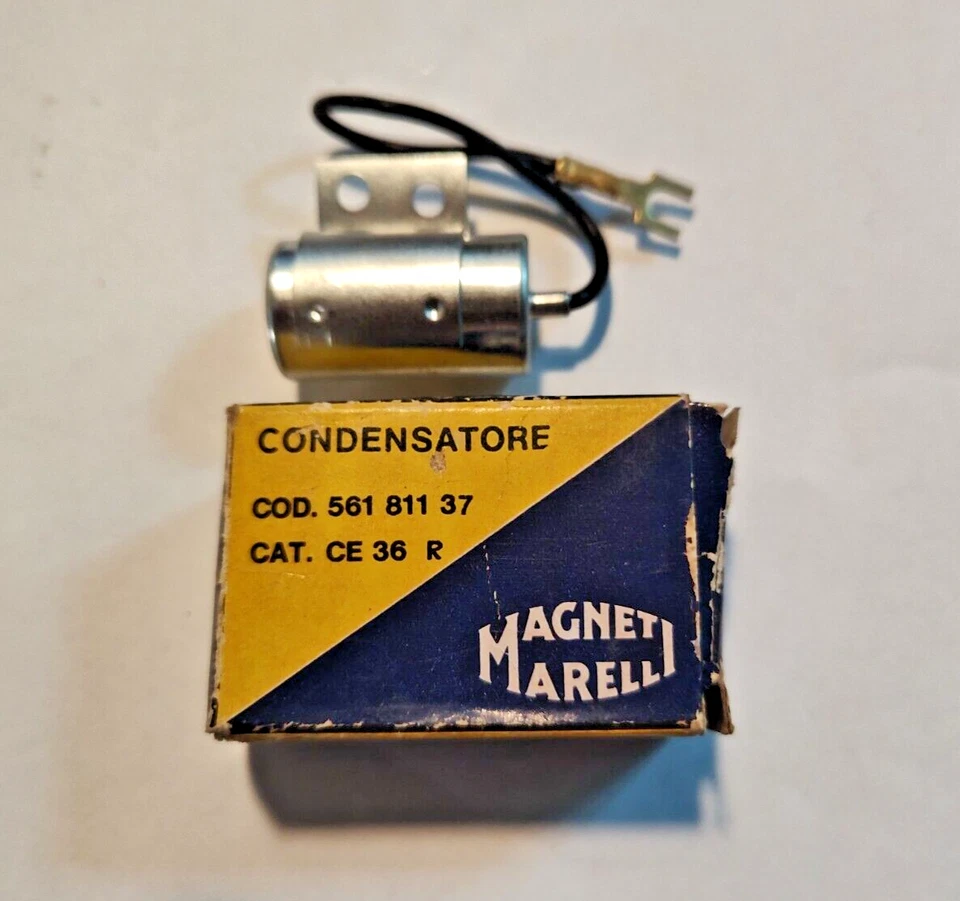 CONDENSATORE
COD. 561 811 37
CAT. CE 36 R
MAGNETI
MARELLI